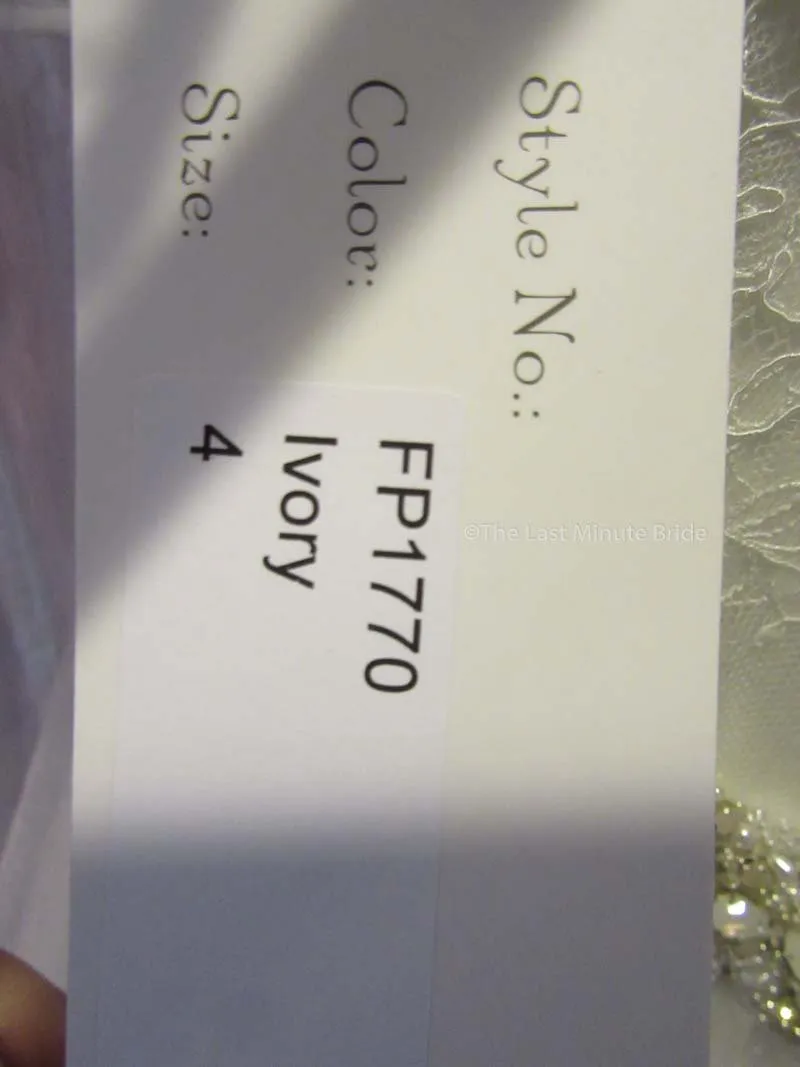 Style No.: FP1770
Color: Ivory
Size: 4
©The Last Minute Bride